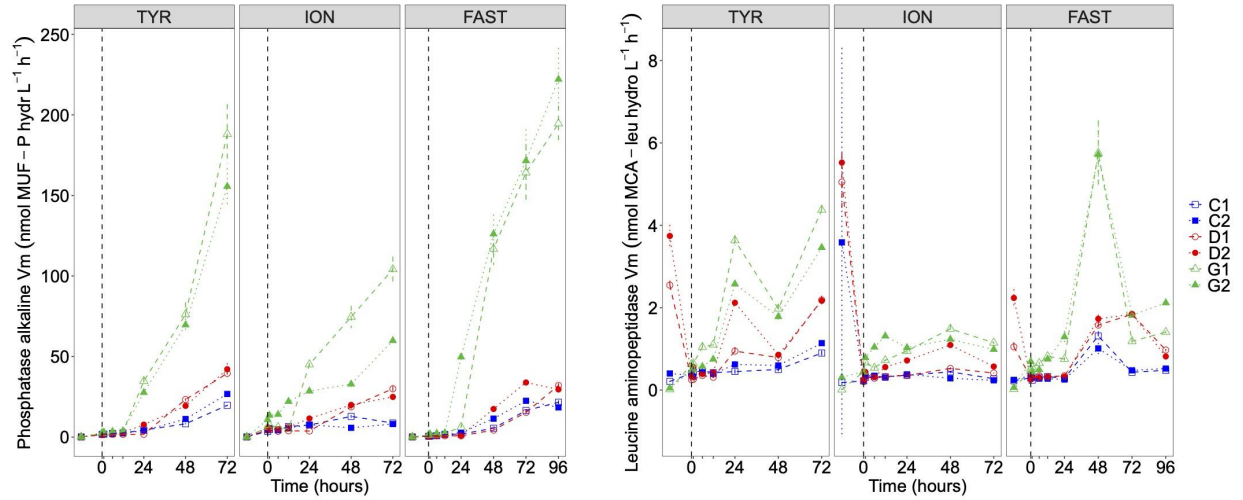 TYR ION FAST
Phosphatase alkaline Vm (nmol MUF − P hydr L−1 h−1)
250
200
150
100
50
0
0 24 48 72 0 24 48 72 0 24 48 72 96
Time (hours)
TYR ION FAST
Leucine aminopeptidase Vm (nmol MCA − leu hydro L−1 h−1)
8
6
4
2
0
0 24 48 72 0 24 48 72 0 24 48 72 96
Time (hours)
C1
C2
D1
D2
G1
G2